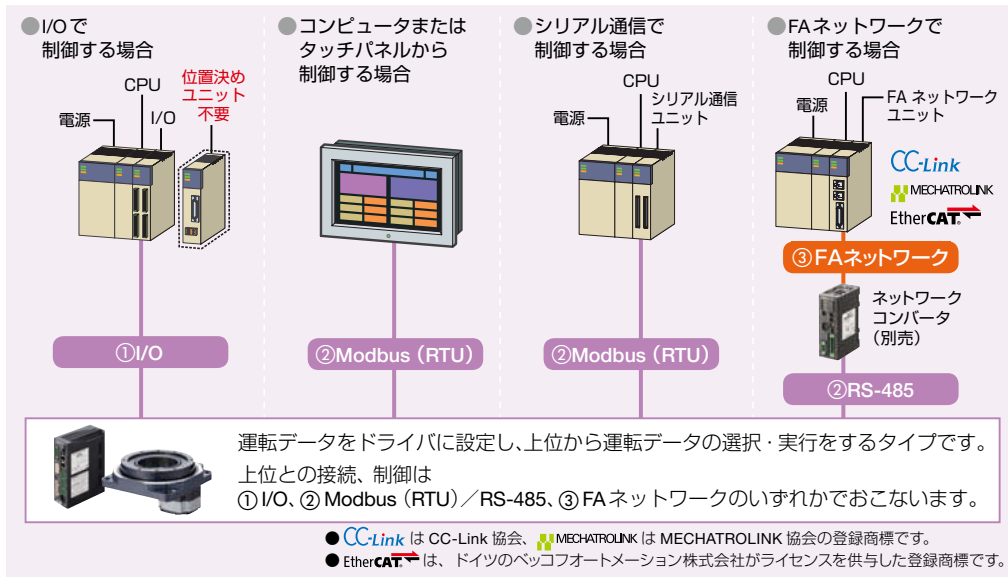 ●I/Oで
制御する場合
CPU
位置決め
ユニット
不要
電源
I/O
①I/O
●コンピュータまたは
タッチパネルから
制御する場合
②Modbus（RTU）
●シリアル通信で
制御する場合
CPU
シリアル通信
ユニット
電源
②Modbus（RTU）
●FAネットワークで
制御する場合
CPU
FA ネットワーク
ユニット
電源
CC-Link
MECHATROLINK
EtherCAT®
③FAネットワーク
ネットワーク
コンバータ
（別売）
②RS-485
運転データをドライバに設定し、上位から運転データの選択・実行をするタイプです。
上位との接続、制御は
① I/O、② Modbus（RTU）／RS-485、③ FAネットワークのいずれかでおこないます。
● CC-Link は CC-Link 協会、MECHATROLINK は MECHATROLINK 協会の登録商標です。
● EtherCAT® は、ドイツのベッコフオートメーション株式会社がライセンスを供与した登録商標です。